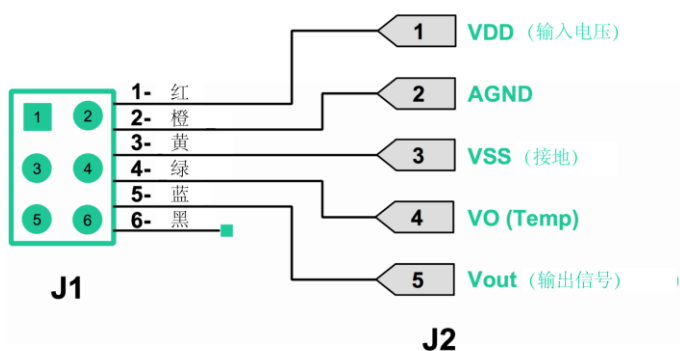 1 VDD (输入电压)
1- 红
2 AGND
1 2
2- 橙
3- 黄
3 VSS (接地)
3 4
4- 绿
5- 蓝
4 VO (Temp)
5 6
6- 黑
5 Vout (输出信号)
J1
J2